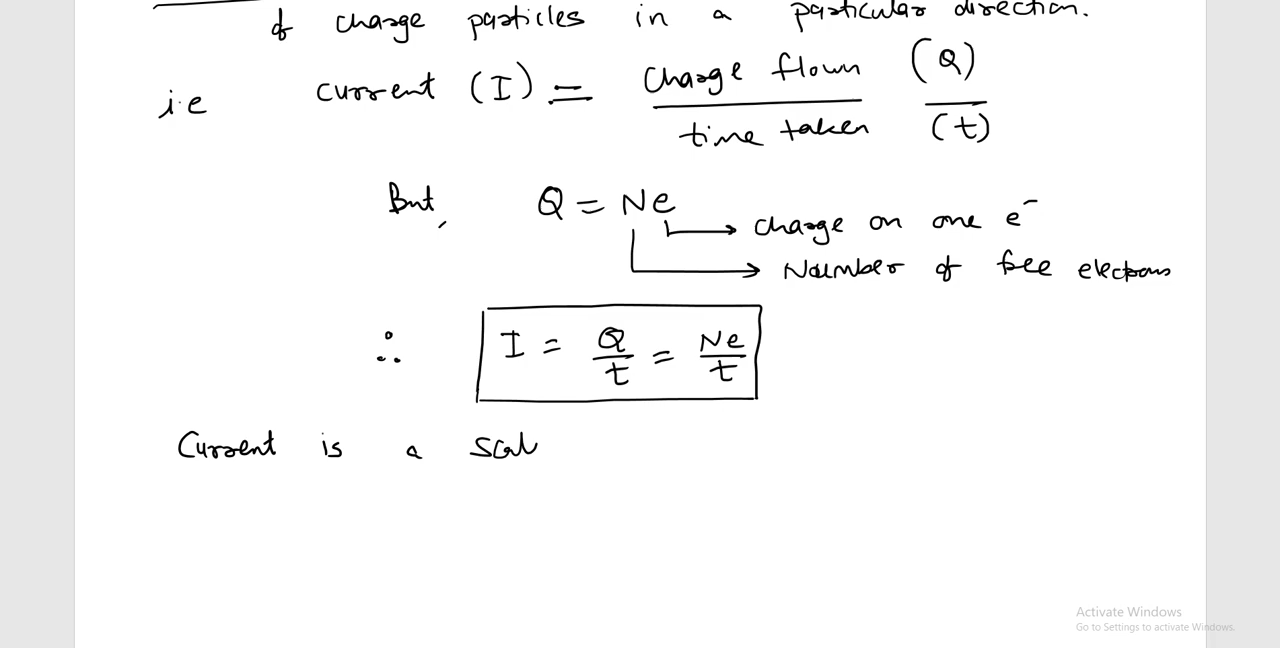 of charge particles in a particular direction.
i.e current (I) = charge flown (Q)
time taken (t)
But, Q = Ne
charge on one e⁻
Number of free electrons
∴ I = Q/t = Ne/t
Current is a scal
Activate Windows
Go to Settings to activate Windows.